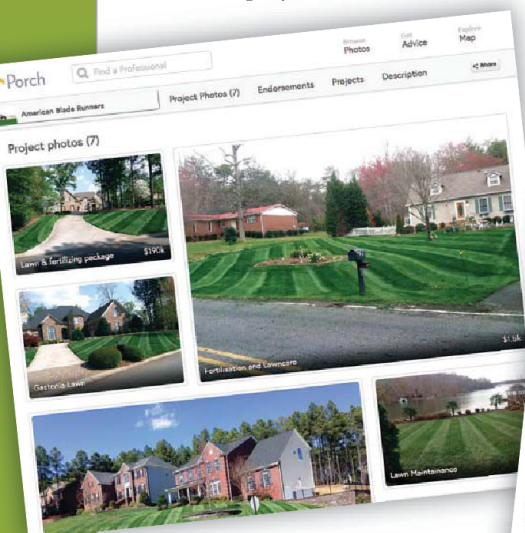 Porch
Find a Professional
Browse
Photos
Get
Advice
Explore
Map
American Blade Runners
Project Photos (7)
Endorsements
Projects
Description
Share
Project photos (7)
Lawn & fertilizing package
$190k
Gastonia Lawn
Fertilization and Lawncare
$1.5k
Lawn Maintainance